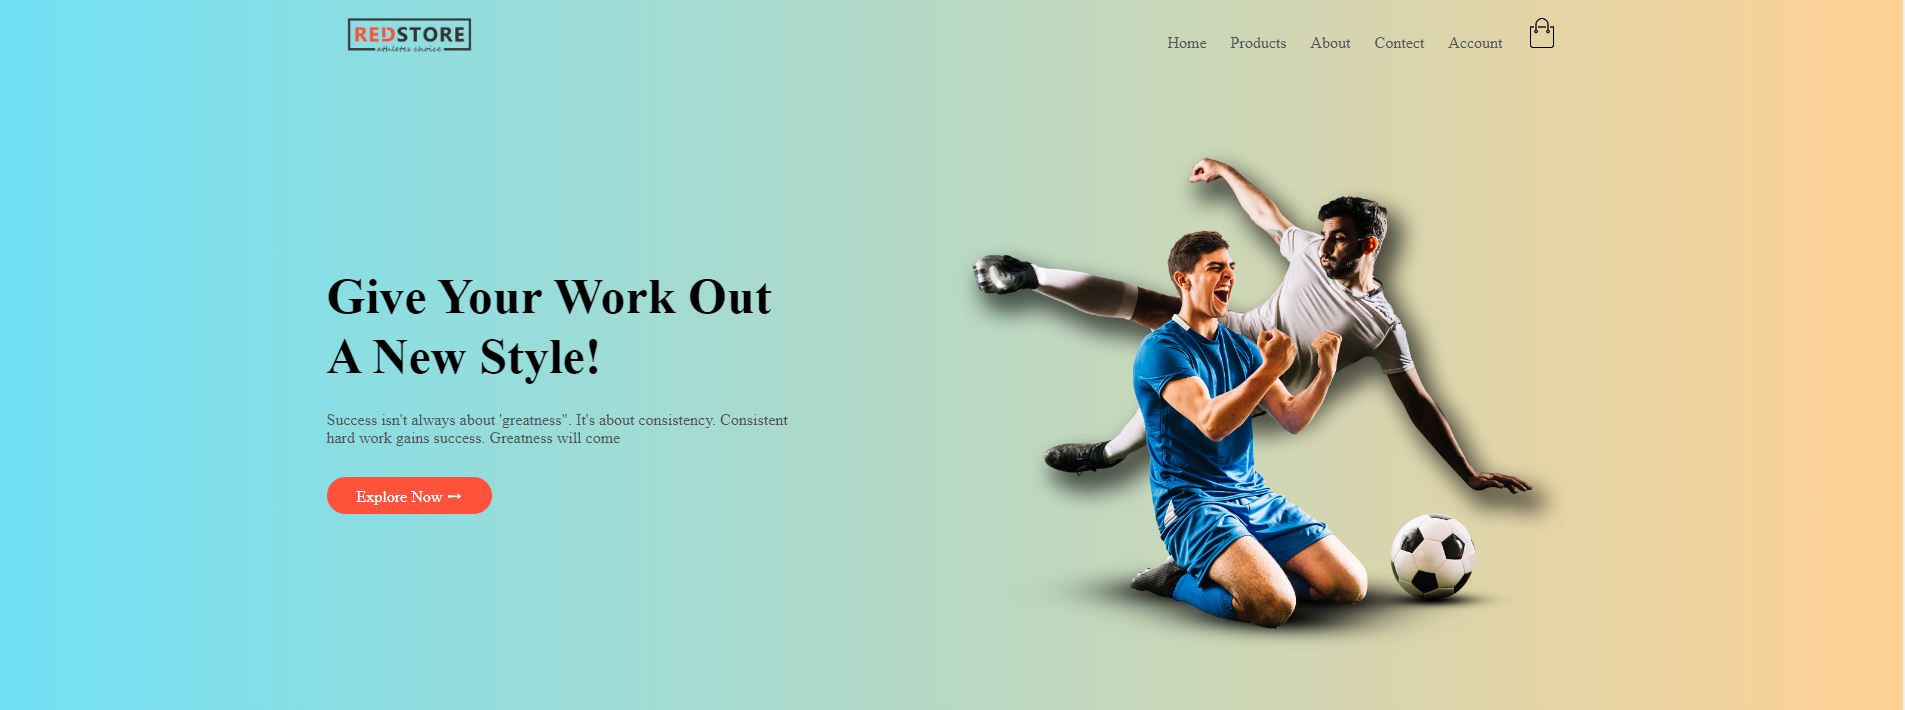 REDSTORE
athletes choice
Home Products About Contect Account
Give Your Work Out
A New Style!
Success isn't always about 'greatness". It's about consistency. Consistent
hard work gains success. Greatness will come
Explore Now →